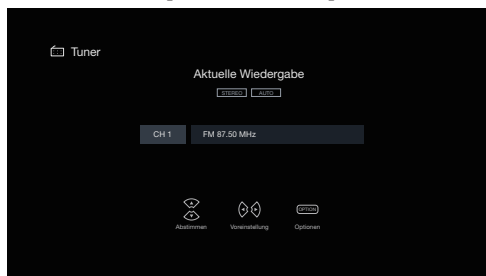 Tuner
Aktuelle Wiedergabe
STEREO AUTO
CH 1 FM 87.50 MHz
OPTION
Abstimmen Voreinstellung Optionen